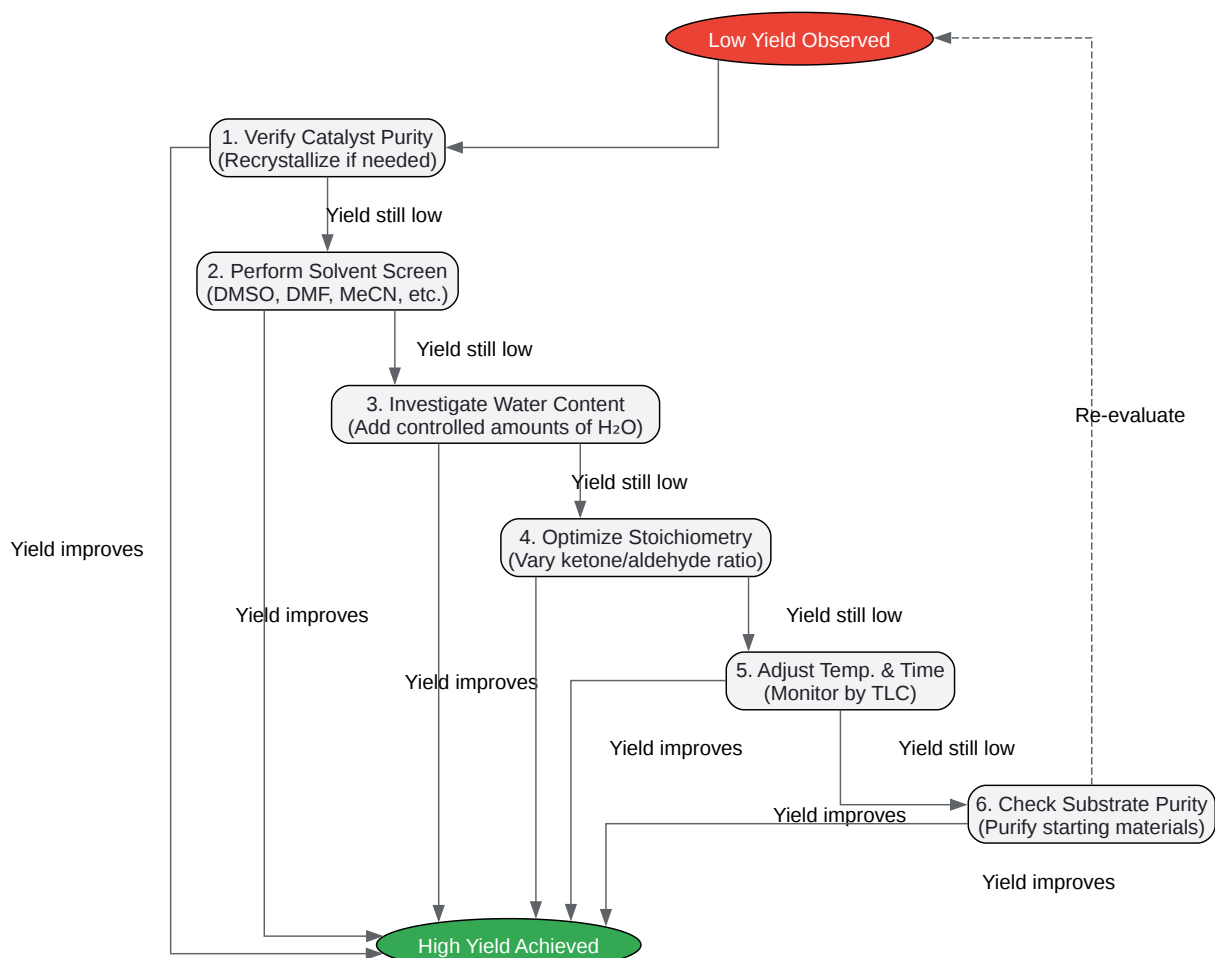 Low Yield Observed
1. Verify Catalyst Purity
(Recrystallize if needed)
Yield still low
2. Perform Solvent Screen
(DMSO, DMF, MeCN, etc.)
Yield still low
3. Investigate Water Content
(Add controlled amounts of H₂O)
Re-evaluate
Yield still low
4. Optimize Stoichiometry
(Vary ketone/aldehyde ratio)
Yield improves
Yield improves
Yield still low
5. Adjust Temp. & Time
(Monitor by TLC)
Yield improves
Yield improves
Yield still low
6. Check Substrate Purity
(Purify starting materials)
Yield improves
Yield improves
High Yield Achieved